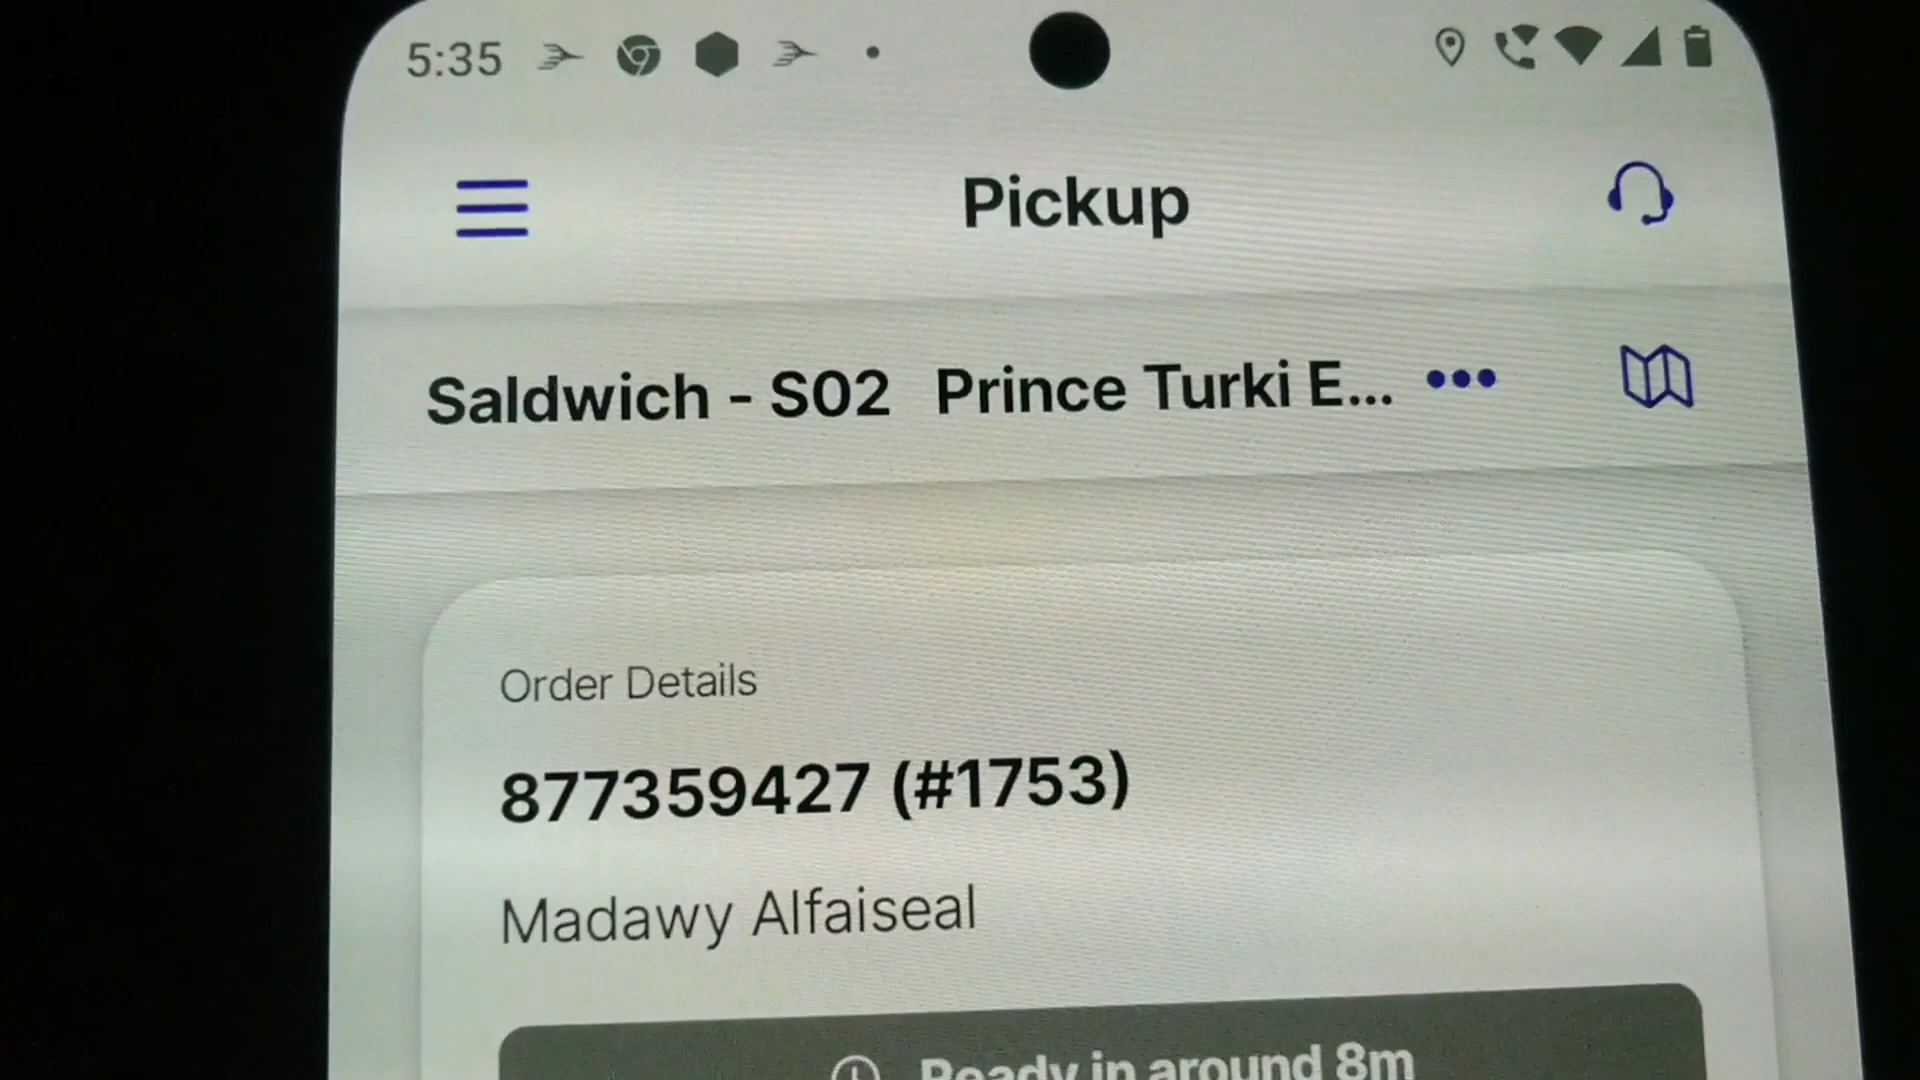 5:35
Pickup
Saldwich - S02 Prince Turki E...
Order Details
877359427 (#1753)
Madawy Alfaiseal
Ready in around 8m